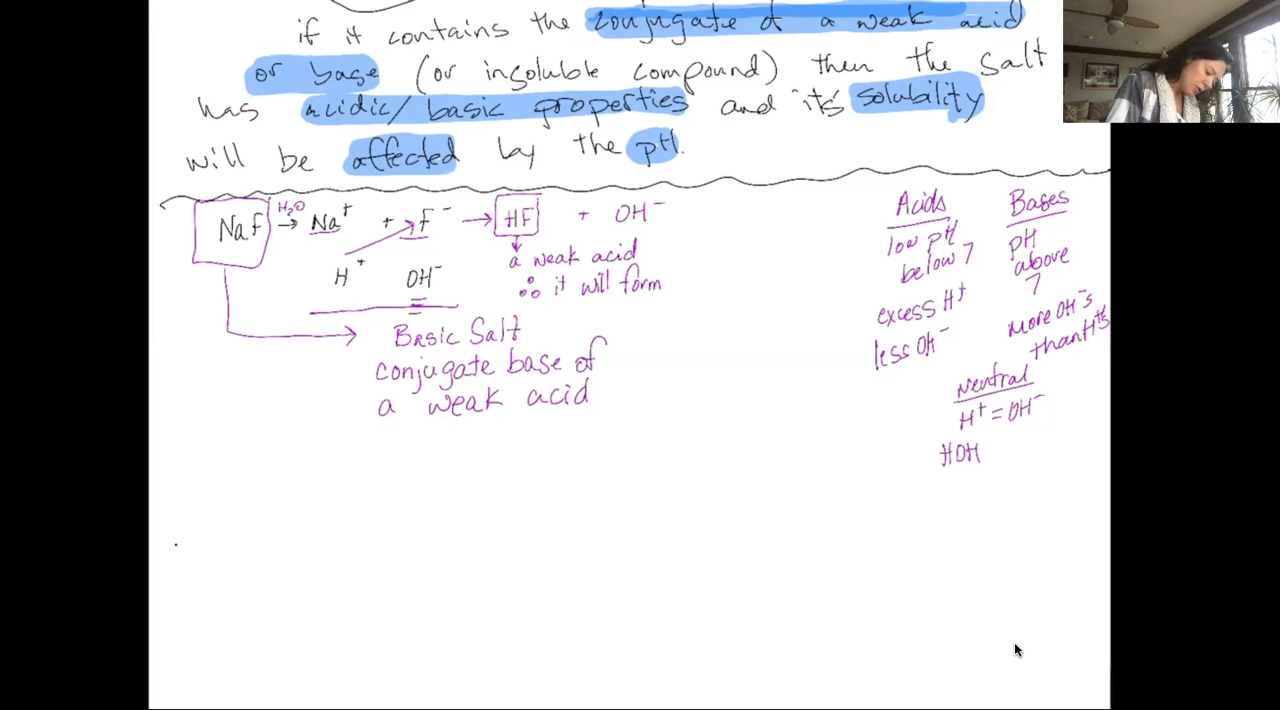 if it contains the conjugate of a weak acid
or base (or insoluble compound) then the salt
has acidic/basic properties and it's solubility
will be affected by the pH.
NaF H2O → Na+ + F- → HF + OH-
H+ OH-
a weak acid
∴ it will form
Basic Salt
conjugate base of
a weak acid
Acids
low pH
below 7
excess H+
less OH-
Bases
pH
above
7
More OH-s
than H+s
Neutral
H+ = OH-
HOH